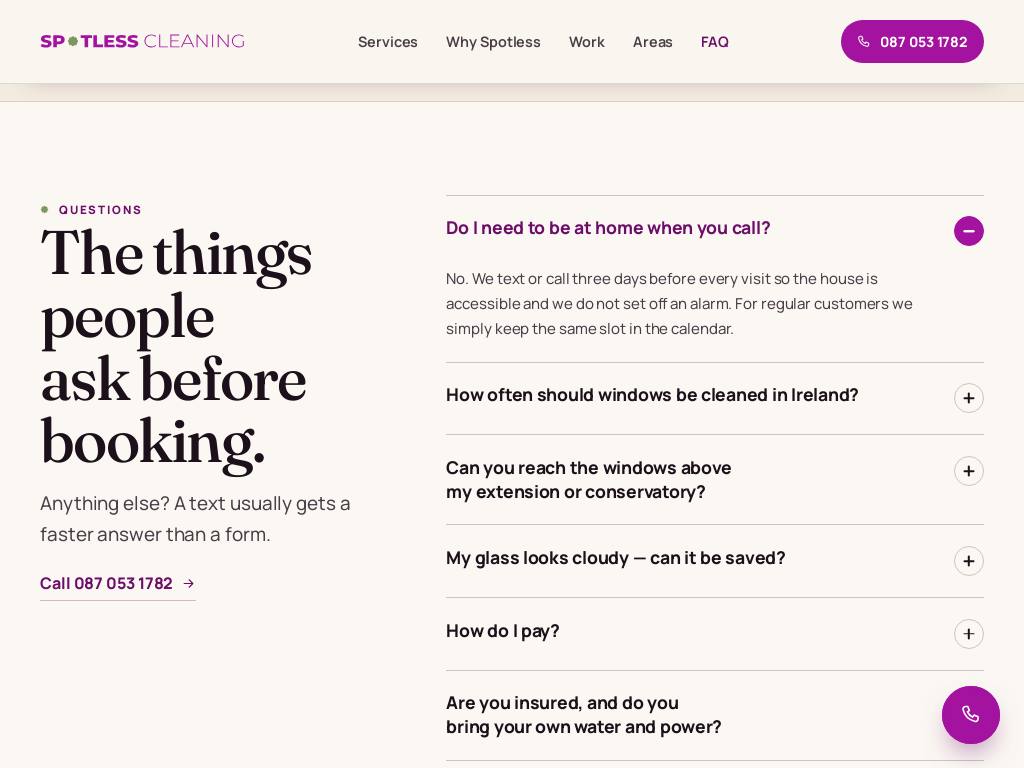 SPOTLESS CLEANING
Services
Why Spotless
Work
Areas
FAQ
087 053 1782
QUESTIONS
The things
people
ask before
booking.
Anything else? A text usually gets a
faster answer than a form.
Call 087 053 1782 →
Do I need to be at home when you call?
No. We text or call three days before every visit so the house is
accessible and we do not set off an alarm. For regular customers we
simply keep the same slot in the calendar.
How often should windows be cleaned in Ireland?
Can you reach the windows above
my extension or conservatory?
My glass looks cloudy — can it be saved?
How do I pay?
Are you insured, and do you
bring your own water and power?